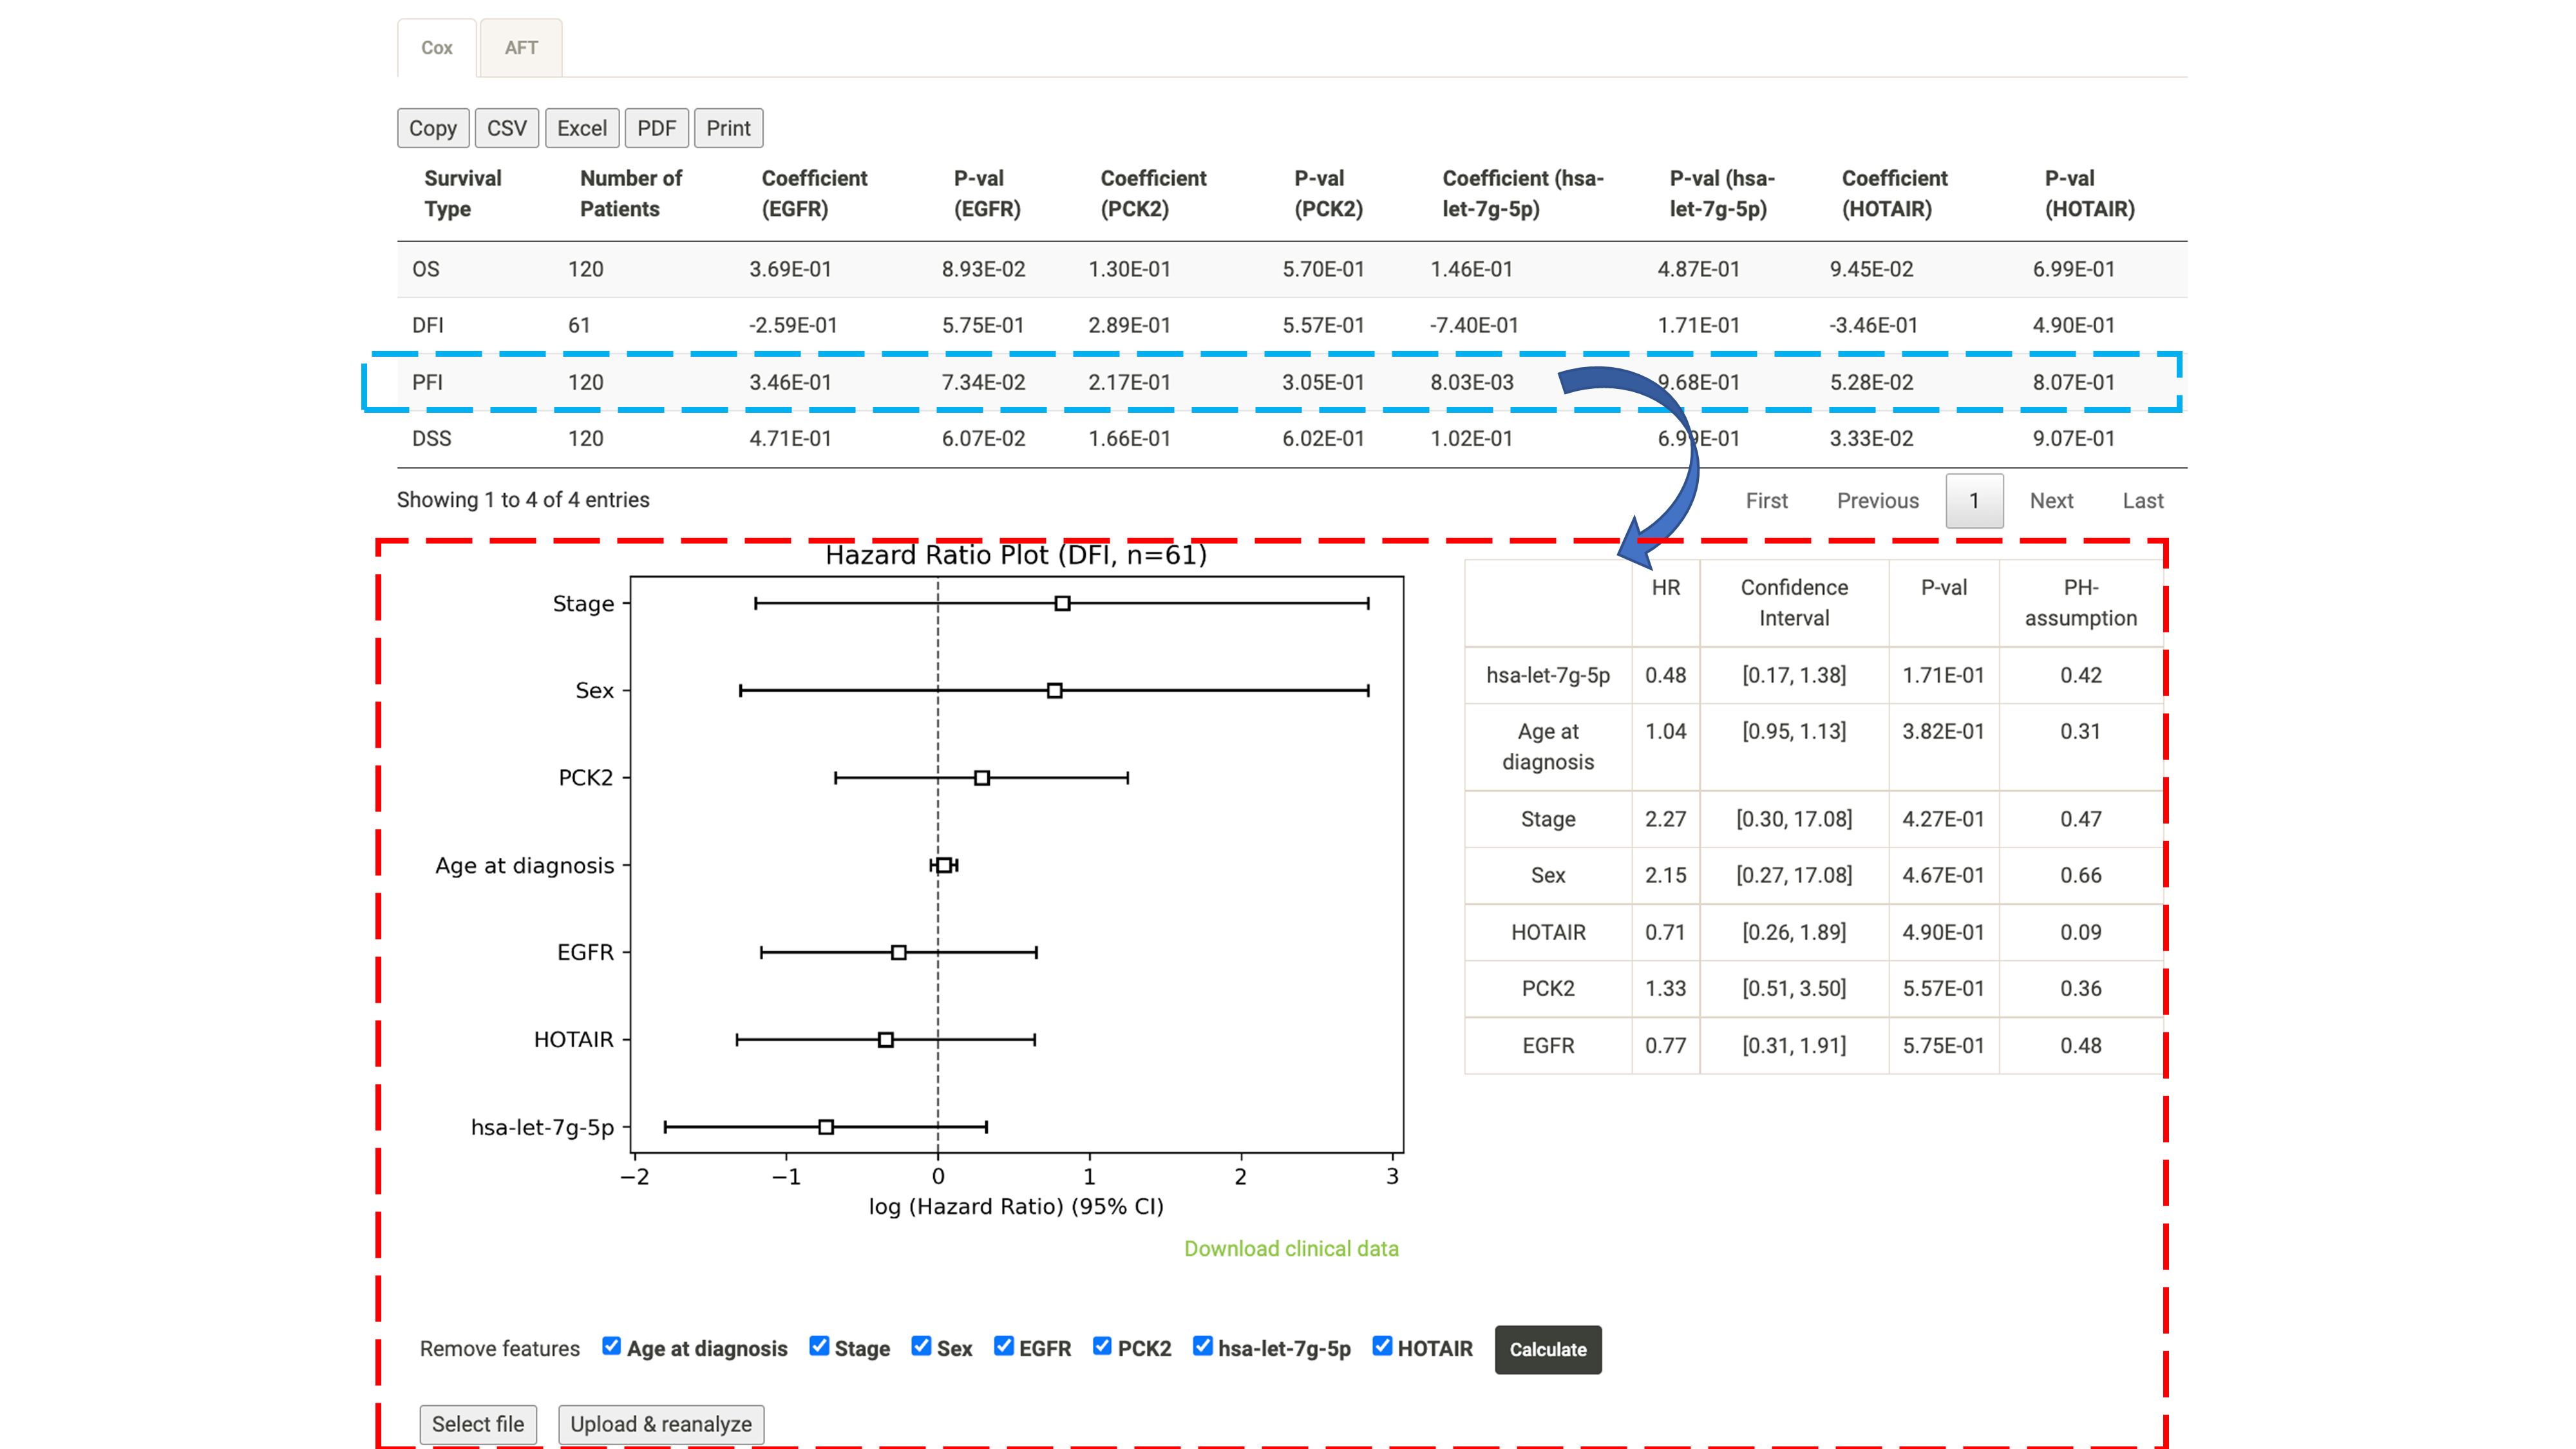 Cox AFT
Copy CSV Excel PDF Print
Survival Type Number of Patients Coefficient (EGFR) P-val (EGFR) Coefficient (PCK2) P-val (PCK2) Coefficient (hsa-let-7g-5p) P-val (hsa-let-7g-5p) Coefficient (HOTAIR) P-val (HOTAIR)
OS 120 3.69E-01 8.93E-02 1.30E-01 5.70E-01 1.46E-01 4.87E-01 9.45E-02 6.99E-01
DFI 61 -2.59E-01 5.75E-01 2.89E-01 5.57E-01 -7.40E-01 1.71E-01 -3.46E-01 4.90E-01
PFI 120 3.46E-01 7.34E-02 2.17E-01 3.05E-01 8.03E-03 9.68E-01 5.28E-02 8.07E-01
DSS 120 4.71E-01 6.07E-02 1.66E-01 6.02E-01 1.02E-01 6.99E-01 3.33E-02 9.07E-01
Showing 1 to 4 of 4 entries
First Previous 1 Next Last
Hazard Ratio Plot (DFI, n=61)
Stage
Sex
PCK2
Age at diagnosis
EGFR
HOTAIR
hsa-let-7g-5p
−2 −1 0 1 2 3
log (Hazard Ratio) (95% CI)
HR Confidence Interval P-val PH-assumption
hsa-let-7g-5p 0.48 [0.17, 1.38] 1.71E-01 0.42
Age at diagnosis 1.04 [0.95, 1.13] 3.82E-01 0.31
Stage 2.27 [0.30, 17.08] 4.27E-01 0.47
Sex 2.15 [0.27, 17.08] 4.67E-01 0.66
HOTAIR 0.71 [0.26, 1.89] 4.90E-01 0.09
PCK2 1.33 [0.51, 3.50] 5.57E-01 0.36
EGFR 0.77 [0.31, 1.91] 5.75E-01 0.48
Download clinical data
Remove features Age at diagnosis Stage Sex EGFR PCK2 hsa-let-7g-5p HOTAIR Calculate
Select file Upload & reanalyze